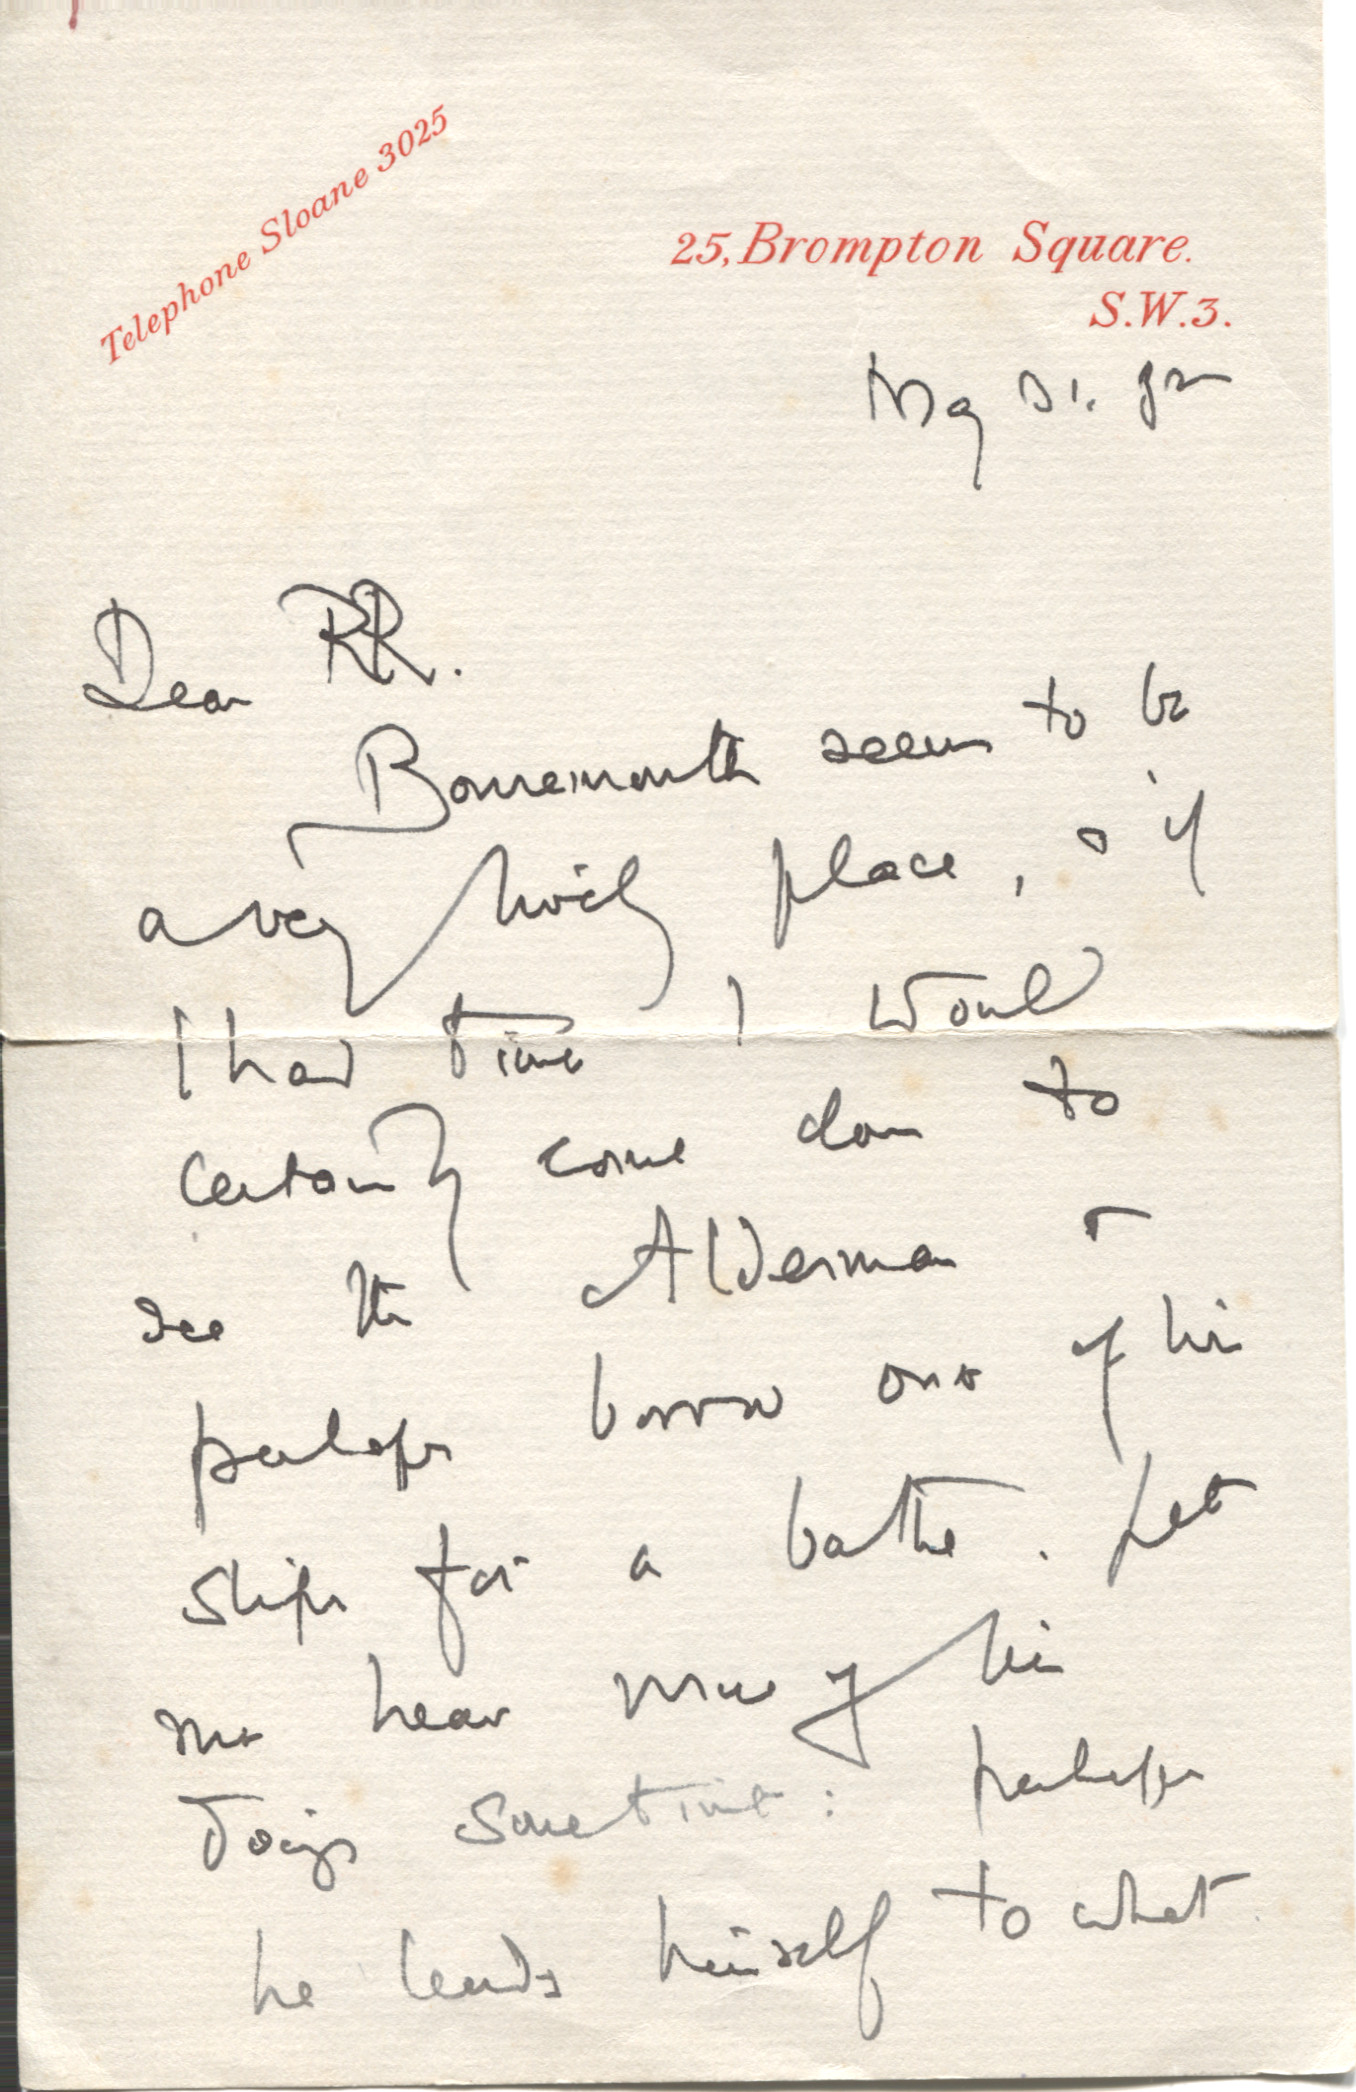 Telephone Sloane 3025
25, Brompton Square.
S.W.3.
Dear RR.
Bournemouth seems to be
a very lively place, & if
I had time I would
certainly come down to
see the Alderman &
perhaps borrow one of his
slips for a bathe. Let
me hear more of his
doings sometime: perhaps
he lends himself to what